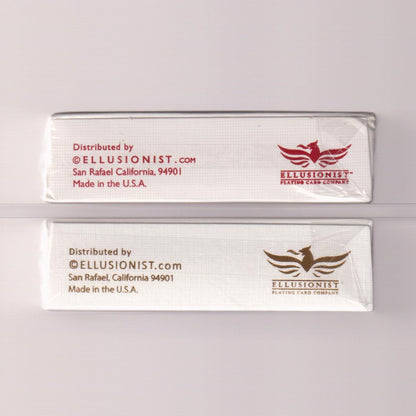 Distributed by
©ELLUSIONIST.COM
San Rafael California, 94901
Made in the U.S.A.
ELLUSIONIST™
PLAYING CARD COMPANY
Distributed by
©ELLUSIONIST.com
San Rafael, California 94901
Made in the U.S.A.
ELLUSIONIST
PLAYING CARD COMPANY